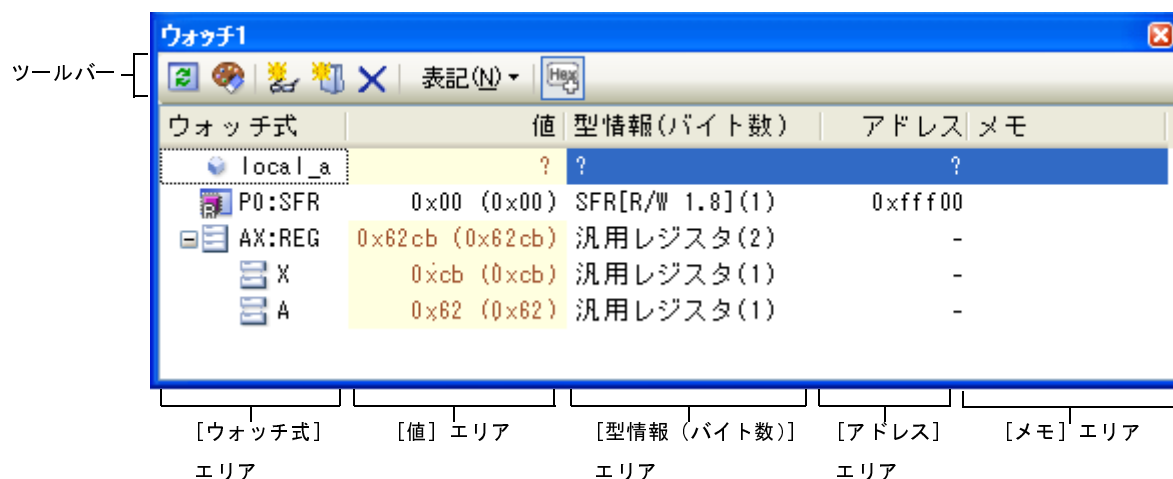 ウォッチ1
ツールバー
表記(N)
Hex
ウォッチ式 値 型情報(バイト数) アドレス メモ
local_a ? ? ?
P0:SFR 0x00 (0x00) SFR[R/W 1.8](1) 0xfff00
AX:REG 0x62cb (0x62cb) 汎用レジスタ(2) -
X 0xcb (0xcb) 汎用レジスタ(1) -
A 0x62 (0x62) 汎用レジスタ(1) -
[ウォッチ式] エリア
[値] エリア
[型情報（バイト数）] エリア
[アドレス] エリア
[メモ] エリア